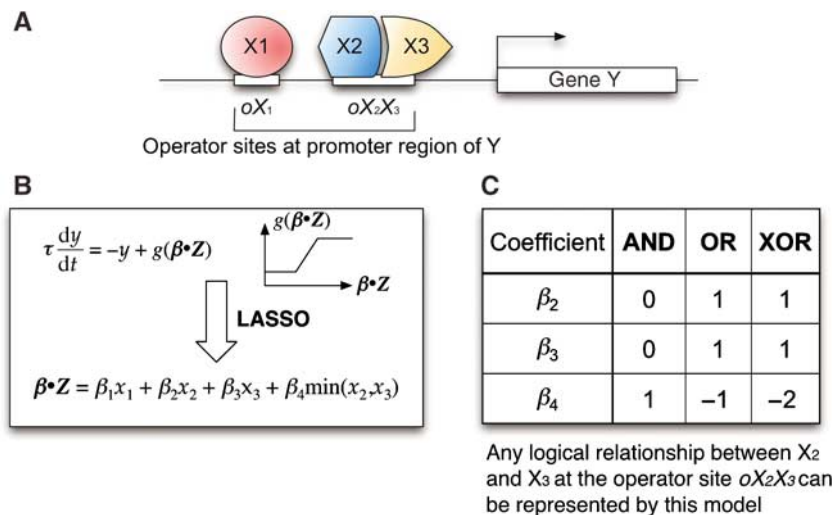 A
X1
X2
X3
Gene Y
oX₁
oX₂X₃
Operator sites at promoter region of Y
B
τ dy/dt = −y + g(β•Z)
g(β•Z)
β•Z
LASSO
β•Z = β₁x₁ + β₂x₂ + β₃x₃ + β₄min(x₂,x₃)
C
Coefficient AND OR XOR
β₂ 0 1 1
β₃ 0 1 1
β₄ 1 −1 −2
Any logical relationship between X₂
and X₃ at the operator site oX₂X₃ can
be represented by this model